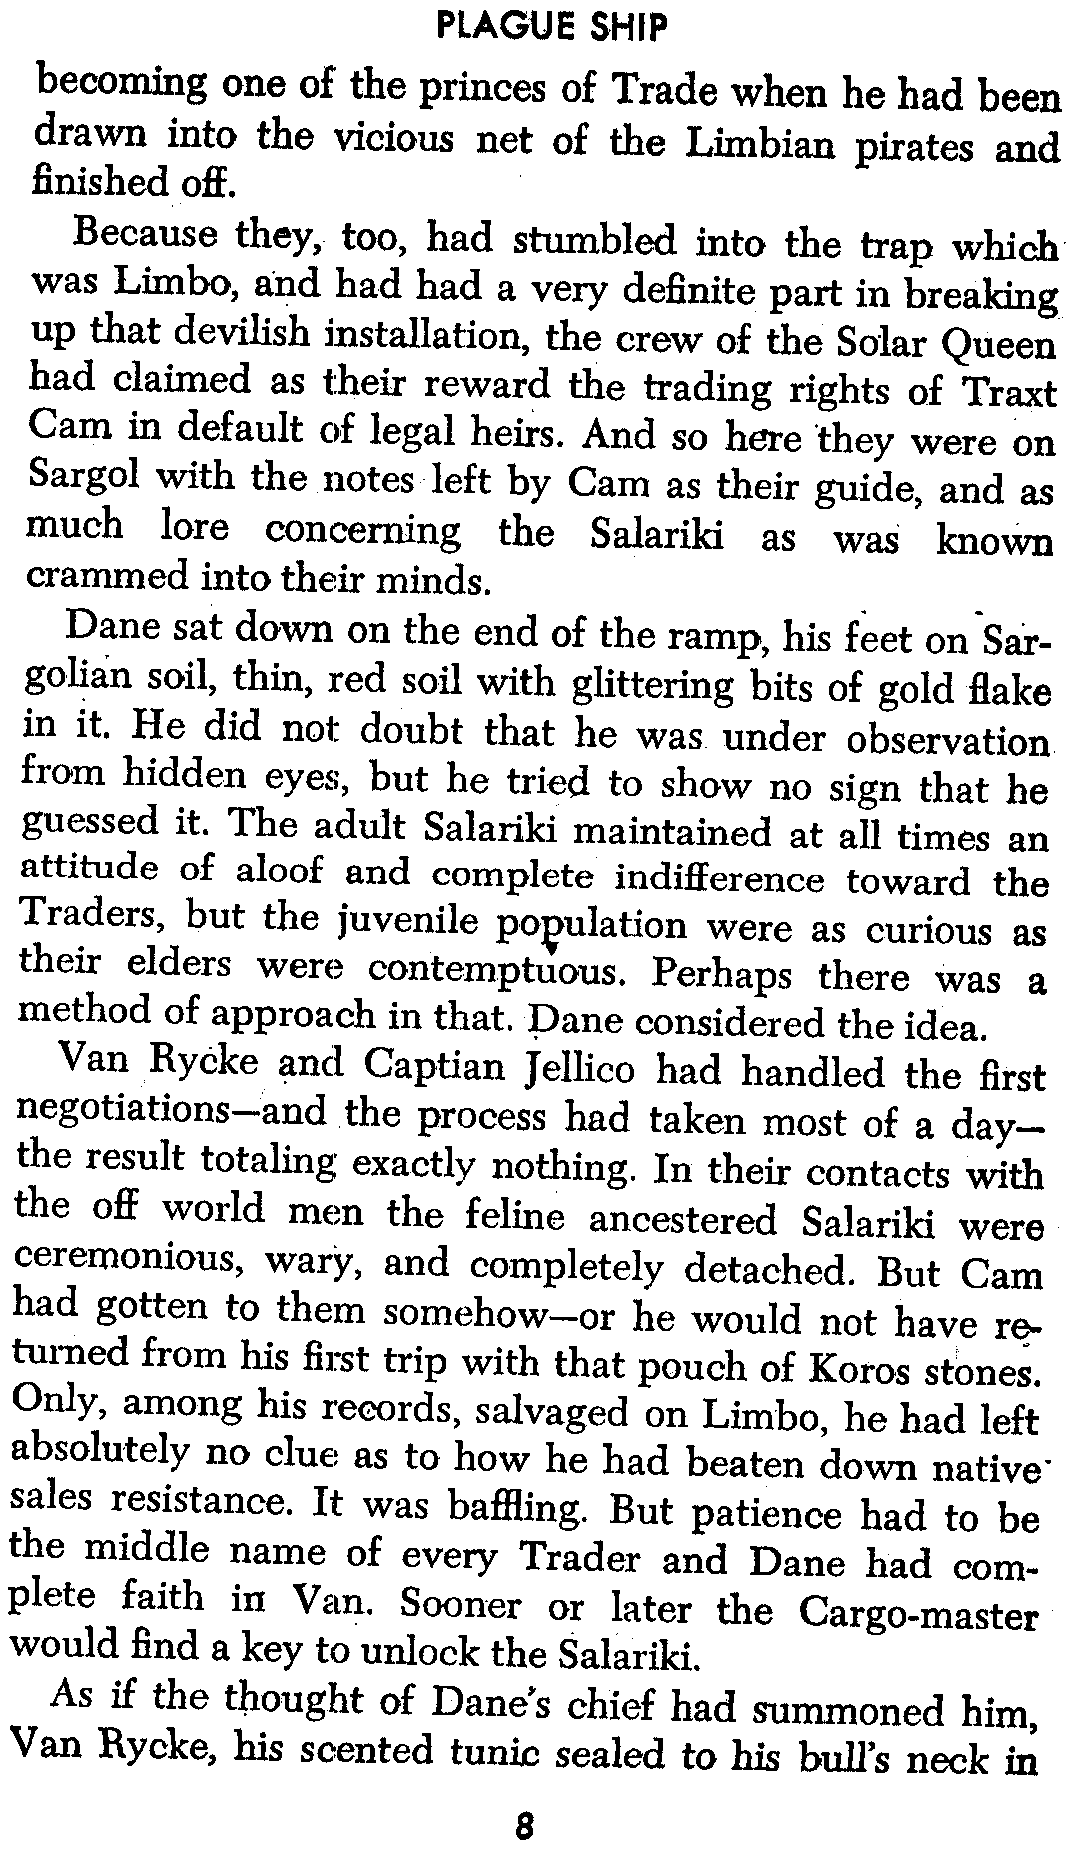 PLAGUE SHIP
becoming one of the princes of Trade when he had been
drawn into the vicious net of the Limbian pirates and
finished off.
Because they, too, had stumbled into the trap which
was Limbo, and had had a very definite part in breaking
up that devilish installation, the crew of the Solar Queen
had claimed as their reward the trading rights of Traxt
Cam in default of legal heirs. And so here they were on
Sargol with the notes left by Cam as their guide, and as
much lore concerning the Salariki as was known
crammed into their minds.
Dane sat down on the end of the ramp, his feet on Sar-
golian soil, thin, red soil with glittering bits of gold flake
in it. He did not doubt that he was under observation
from hidden eyes, but he tried to show no sign that he
guessed it. The adult Salariki maintained at all times an
attitude of aloof and complete indifference toward the
Traders, but the juvenile population were as curious as
their elders were contemptuous. Perhaps there was a
method of approach in that. Dane considered the idea.
Van Rycke and Captian Jellico had handled the first
negotiations—and the process had taken most of a day—
the result totaling exactly nothing. In their contacts with
the off world men the feline ancestered Salariki were
ceremonious, wary, and completely detached. But Cam
had gotten to them somehow—or he would not have re-
turned from his first trip with that pouch of Koros stones.
Only, among his records, salvaged on Limbo, he had left
absolutely no clue as to how he had beaten down native
sales resistance. It was baffling. But patience had to be
the middle name of every Trader and Dane had com-
plete faith in Van. Sooner or later the Cargo-master
would find a key to unlock the Salariki.
As if the thought of Dane's chief had summoned him,
Van Rycke, his scented tunic sealed to his bull's neck in
8